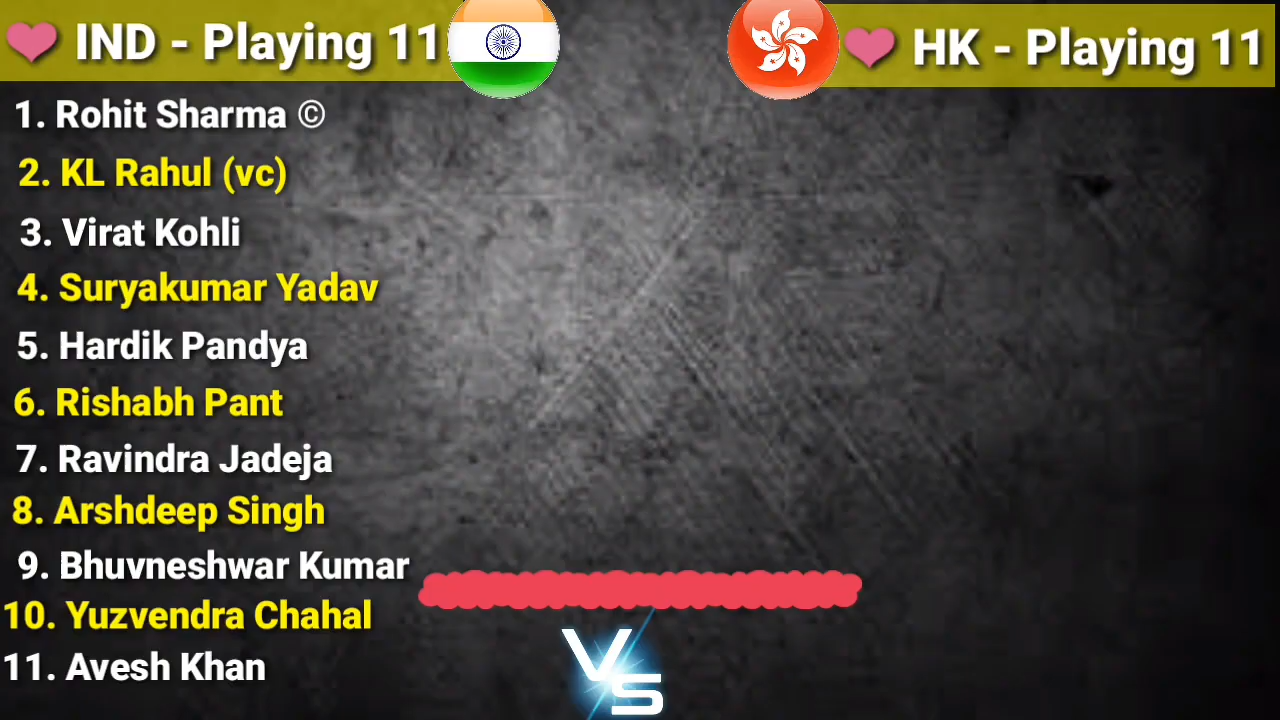 IND - Playing 11
HK - Playing 11
1. Rohit Sharma ©
2. KL Rahul (vc)
3. Virat Kohli
4. Suryakumar Yadav
5. Hardik Pandya
6. Rishabh Pant
7. Ravindra Jadeja
8. Arshdeep Singh
9. Bhuvneshwar Kumar
10. Yuzvendra Chahal
11. Avesh Khan
VS